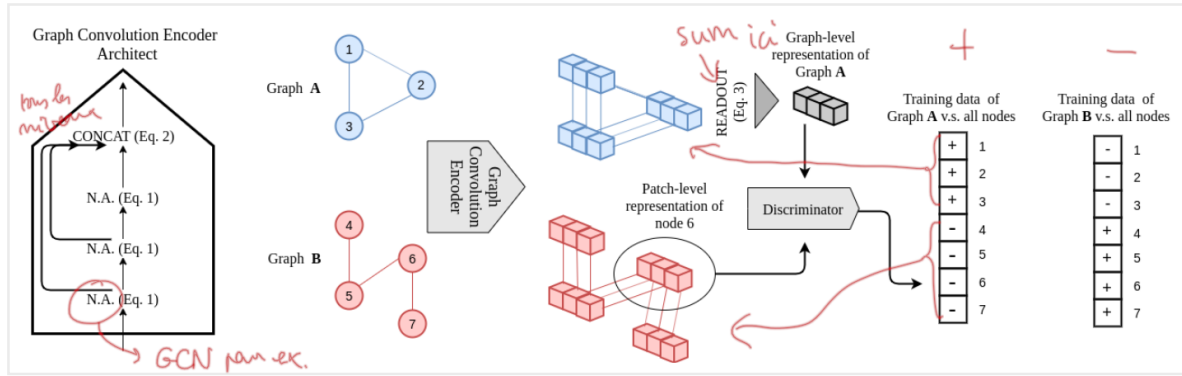 Graph Convolution Encoder
Architect
tous les
niveaux
CONCAT (Eq. 2)
N.A. (Eq. 1)
N.A. (Eq. 1)
N.A. (Eq. 1)
GCN par ex.
Graph A
1
2
3
Graph B
4
5
6
7
Graph
Convolution
Encoder
sum ici
READOUT
(Eq. 3)
Graph-level
representation of
Graph A
Patch-level
representation of
node 6
Discriminator
+
Training data of
Graph A v.s. all nodes
+ 1
+ 2
+ 3
- 4
- 5
- 6
- 7
−
Training data of
Graph B v.s. all nodes
- 1
- 2
- 3
+ 4
+ 5
+ 6
+ 7